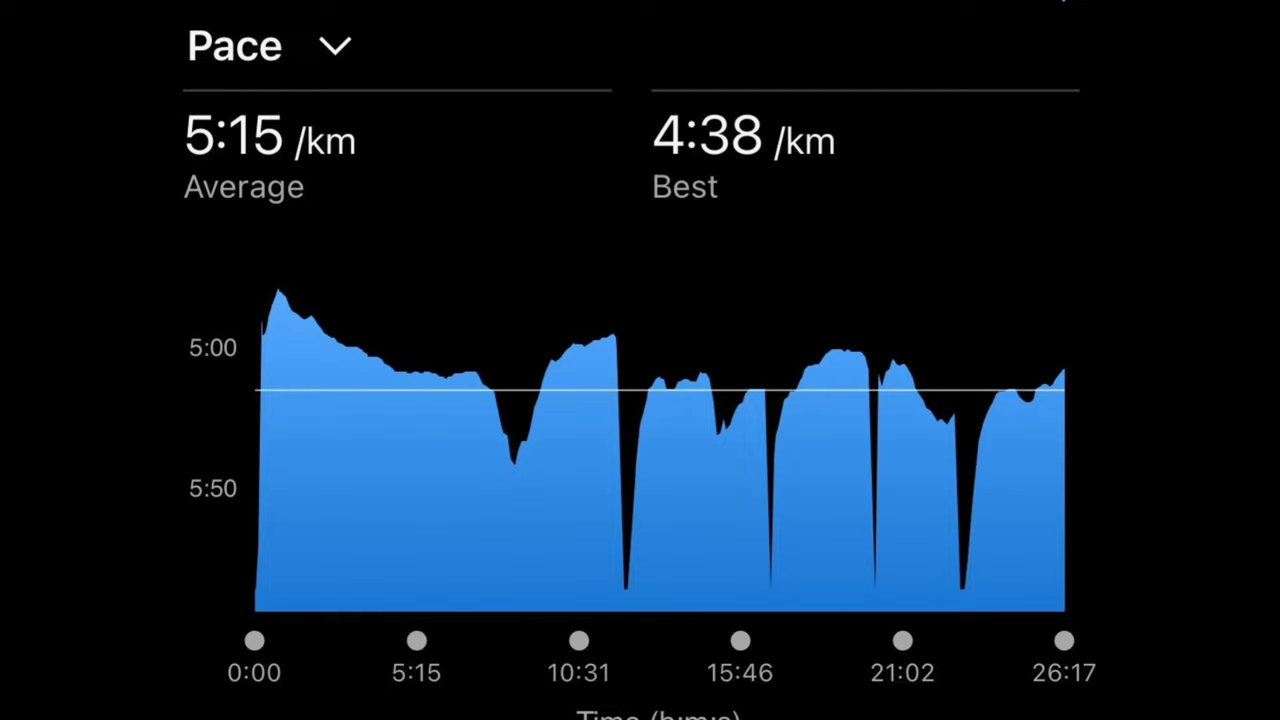 Pace
5:15 /km
Average
4:38 /km
Best
5:00
5:50
0:00 5:15 10:31 15:46 21:02 26:17
Time (h:m:s)